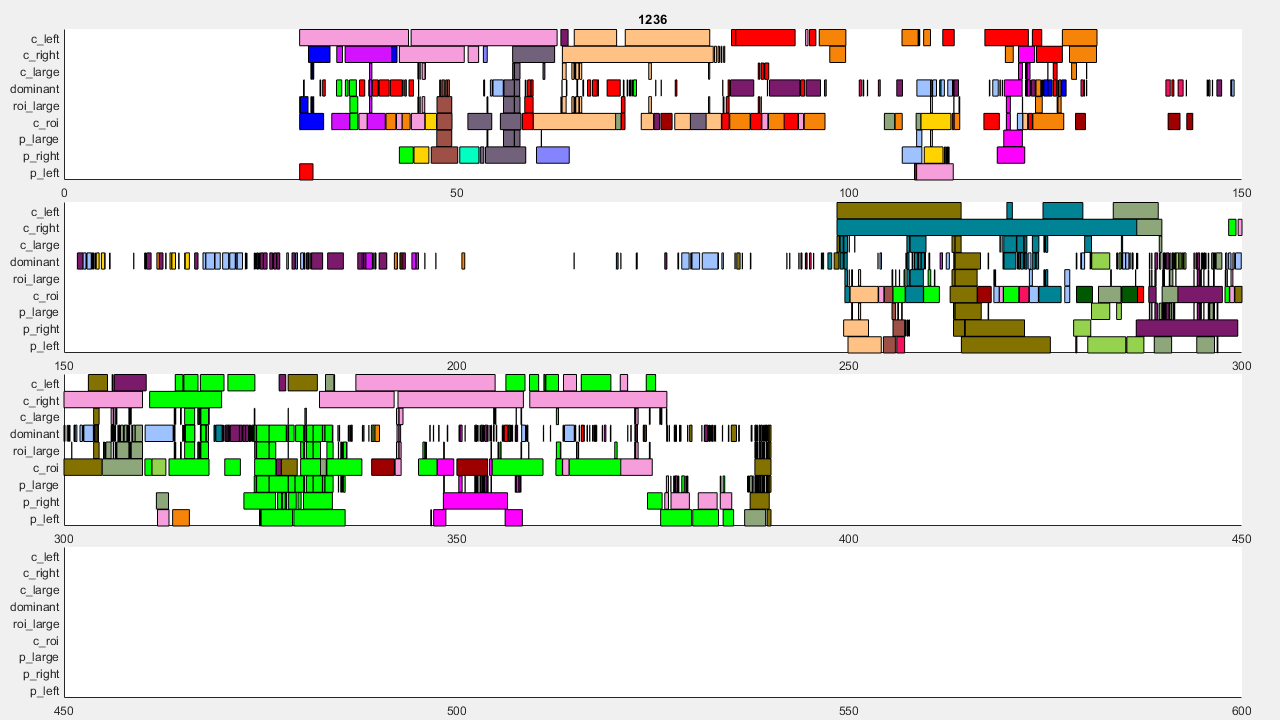 1236
c_left
c_right
c_large
dominant
roi_large
c_roi
p_large
p_right
p_left
0 50 100 150
c_left
c_right
c_large
dominant
roi_large
c_roi
p_large
p_right
p_left
150 200 250 300
c_left
c_right
c_large
dominant
roi_large
c_roi
p_large
p_right
p_left
300 350 400 450
c_left
c_right
c_large
dominant
roi_large
c_roi
p_large
p_right
p_left
450 500 550 600